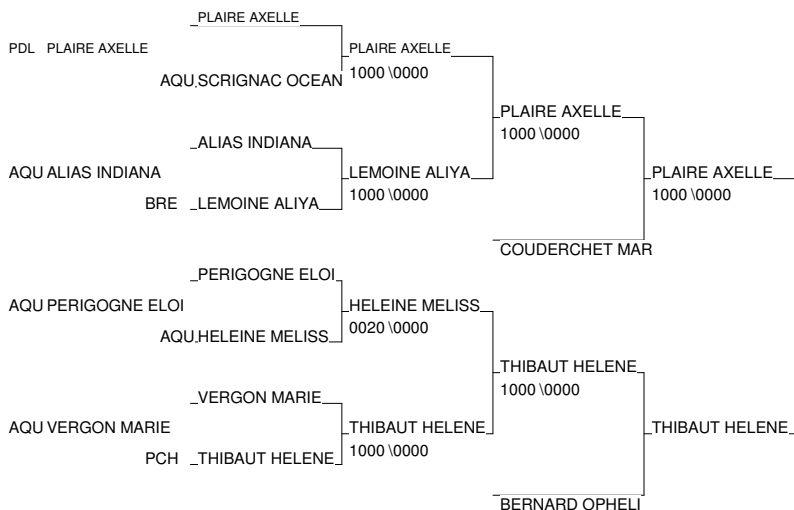 PLAIRE AXELLE
PDL PLAIRE AXELLE PLAIRE AXELLE
AQU SCRIGNAC OCEAN 1000 \0000
PLAIRE AXELLE
1000 \0000
ALIAS INDIANA
AQU ALIAS INDIANA LEMOINE ALIYA PLAIRE AXELLE
1000 \0000 1000 \0000
BRE LEMOINE ALIYA
COUDERCHET MAR
PERIGOGNE ELOI
AQU PERIGOGNE ELOI HELEINE MELISS
0020 \0000
AQU HELEINE MELISS
THIBAUT HELENE
1000 \0000
VERGON MARIE
AQU VERGON MARIE THIBAUT HELENE THIBAUT HELENE
1000 \0000
PCH THIBAUT HELENE
BERNARD OPHELI